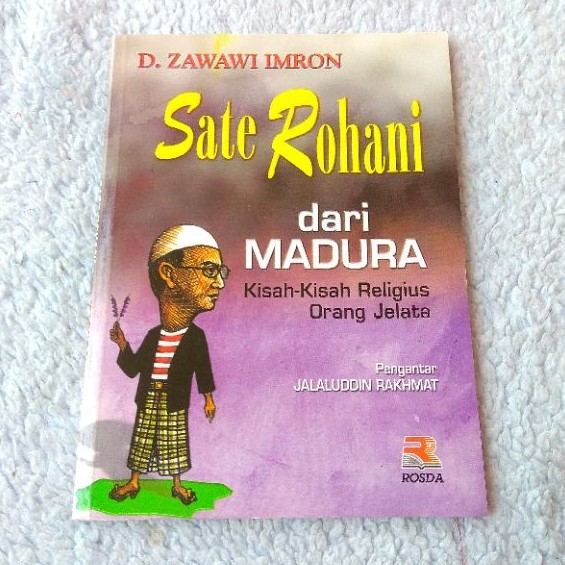 D. ZAWAWI IMRON
Sate Rohani
dari
MADURA
Kisah-Kisah Religius
Orang Jelata
Pengantar
JALALUDDIN RAKHMAT
R
ROSDA